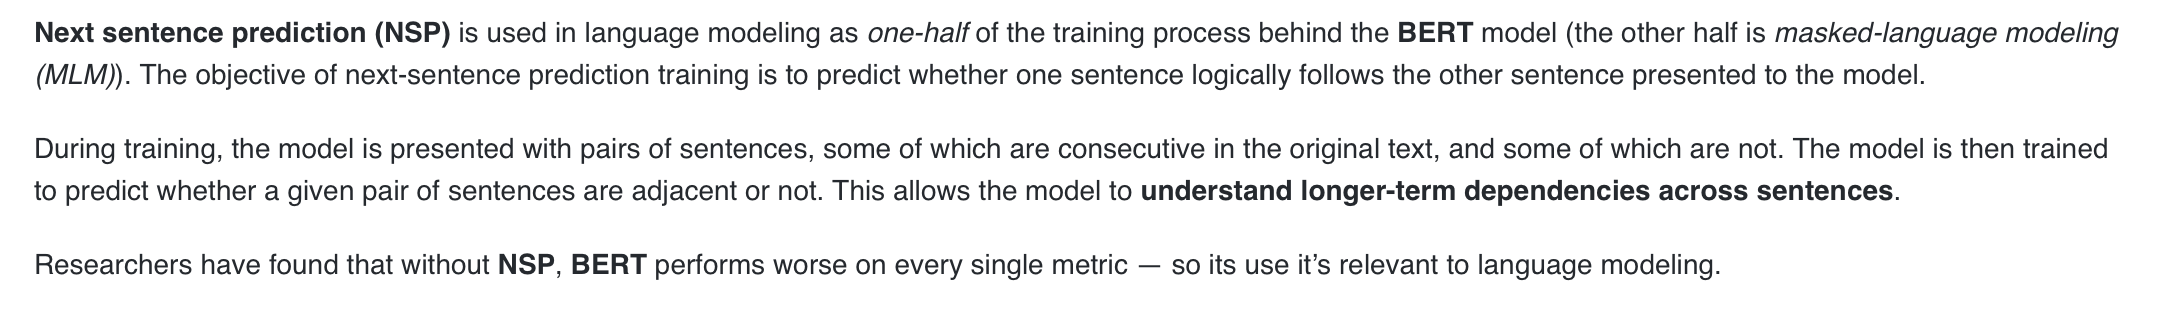 Next sentence prediction (NSP) is used in language modeling as one-half of the training process behind the BERT model (the other half is masked-language modeling
(MLM)). The objective of next-sentence prediction training is to predict whether one sentence logically follows the other sentence presented to the model.
During training, the model is presented with pairs of sentences, some of which are consecutive in the original text, and some of which are not. The model is then trained
to predict whether a given pair of sentences are adjacent or not. This allows the model to understand longer-term dependencies across sentences.
Researchers have found that without NSP, BERT performs worse on every single metric — so its use it’s relevant to language modeling.